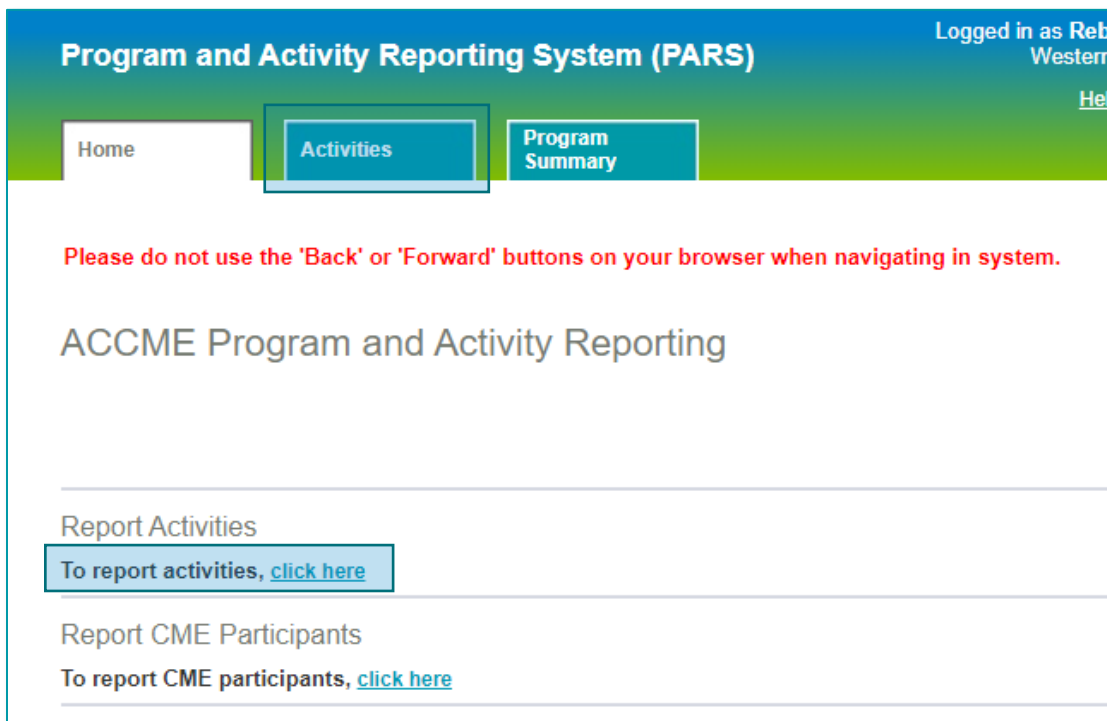 Logged in as
Program and Activity Reporting System (PARS)
Home
Activities
Program
Summary
Please do not use the 'Back' or 'Forward' buttons on your browser when navigating in system.
ACCME Program and Activity Reporting
Report Activities
To report activities, click here
Report CME Participants
To report CME participants, click here